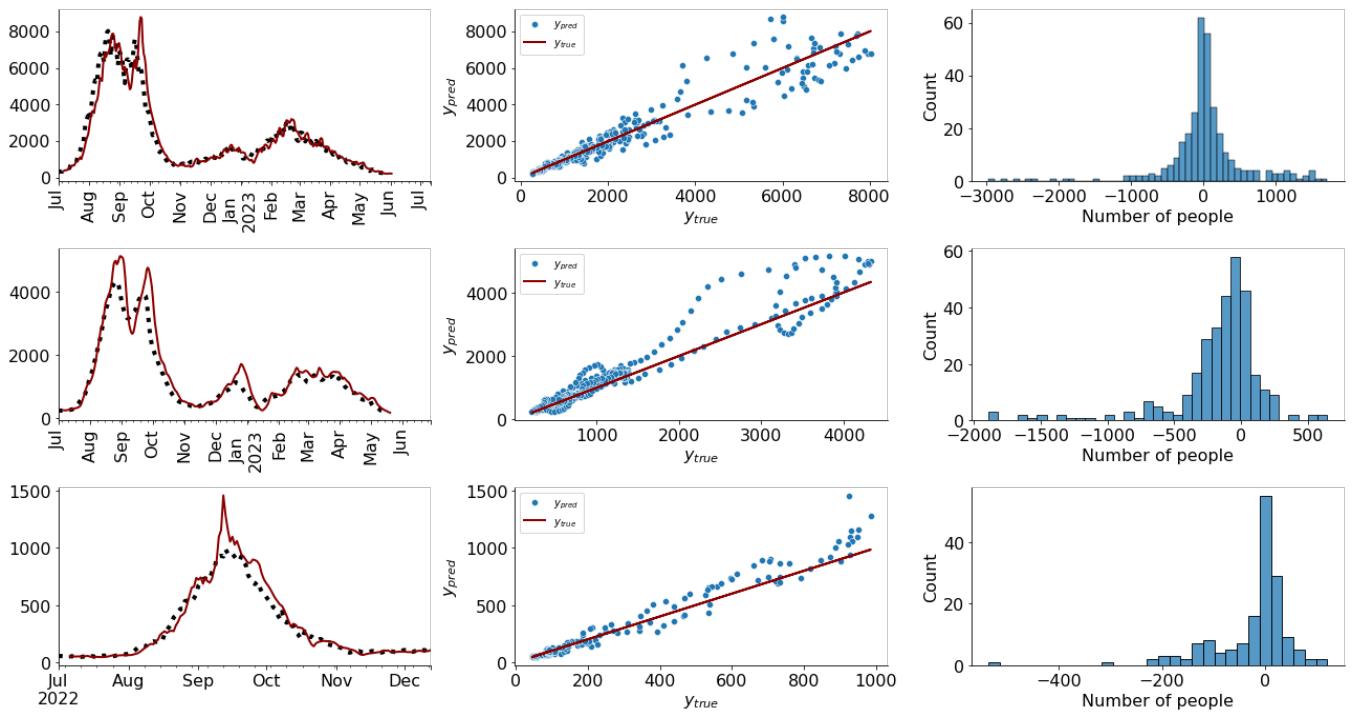 8000
6000
4000
2000
0
Jul
Aug
Sep
Oct
Nov
Dec
Jan
2023
Feb
Mar
Apr
May
Jun
Jul
y_pred
8000
6000
4000
2000
0
y_pred
y_true
2000 4000 6000 8000
y_true
Count
60
40
20
0
−3000 −2000 −1000 0 1000
Number of people
4000
2000
0
Jul
Aug
Sep
Oct
Nov
Dec
Jan
2023
Feb
Mar
Apr
May
Jun
y_pred
4000
2000
0
y_pred
y_true
1000 2000 3000 4000
y_true
Count
60
40
20
0
−2000 −1500 −1000 −500 0 500
Number of people
1500
1000
500
0
Jul Aug Sep Oct Nov Dec
2022
y_pred
1500
1000
500
0
y_pred
y_true
0 200 400 600 800 1000
y_true
Count
40
20
0
−400 −200 0
Number of people